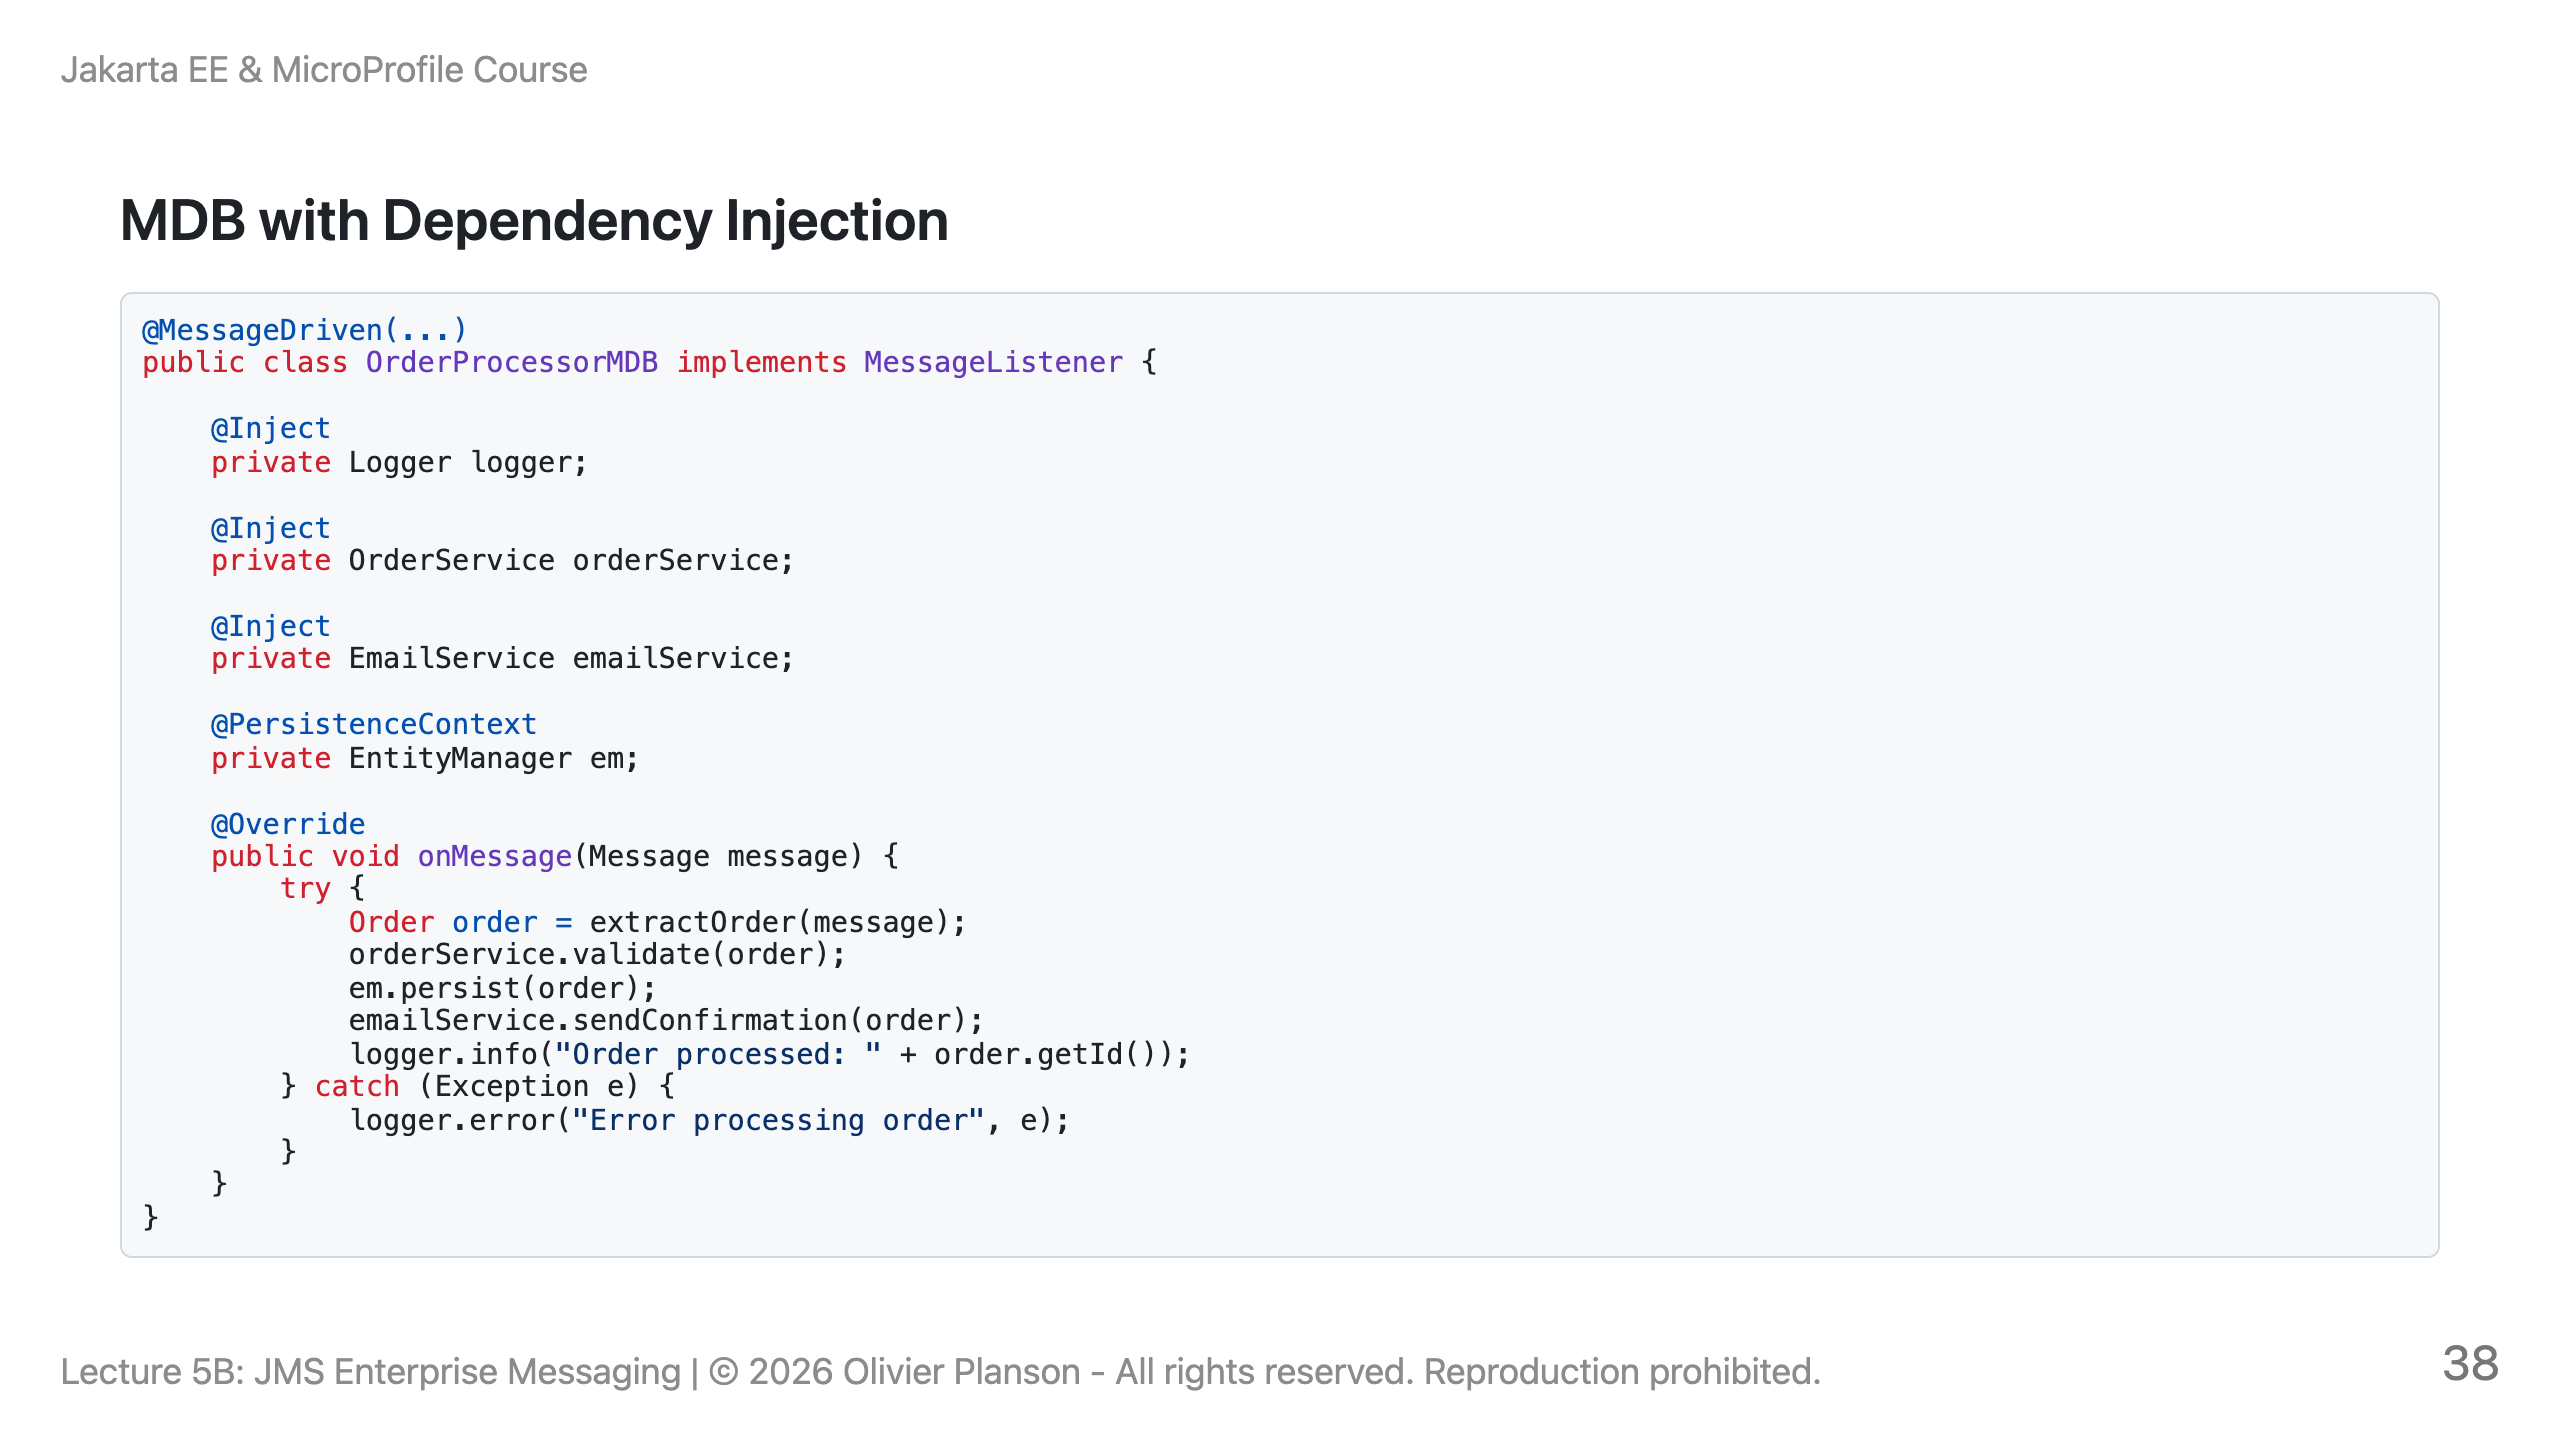 Jakarta EE & MicroProfile Course
MDB with Dependency Injection
@MessageDriven(...)
public class OrderProcessorMDB implements MessageListener {
    @Inject
    private Logger logger;
    @Inject
    private OrderService orderService;
    @Inject
    private EmailService emailService;
    @PersistenceContext
    private EntityManager em;
    @Override
    public void onMessage(Message message) {
        try {
            Order order = extractOrder(message);
            orderService.validate(order);
            em.persist(order);
            emailService.sendConfirmation(order);
            logger.info("Order processed: " + order.getId());
        } catch (Exception e) {
            logger.error("Error processing order", e);
        }
    }
}
Lecture 5B: JMS Enterprise Messaging | © 2026 Olivier Planson - All rights reserved. Reproduction prohibited.
38